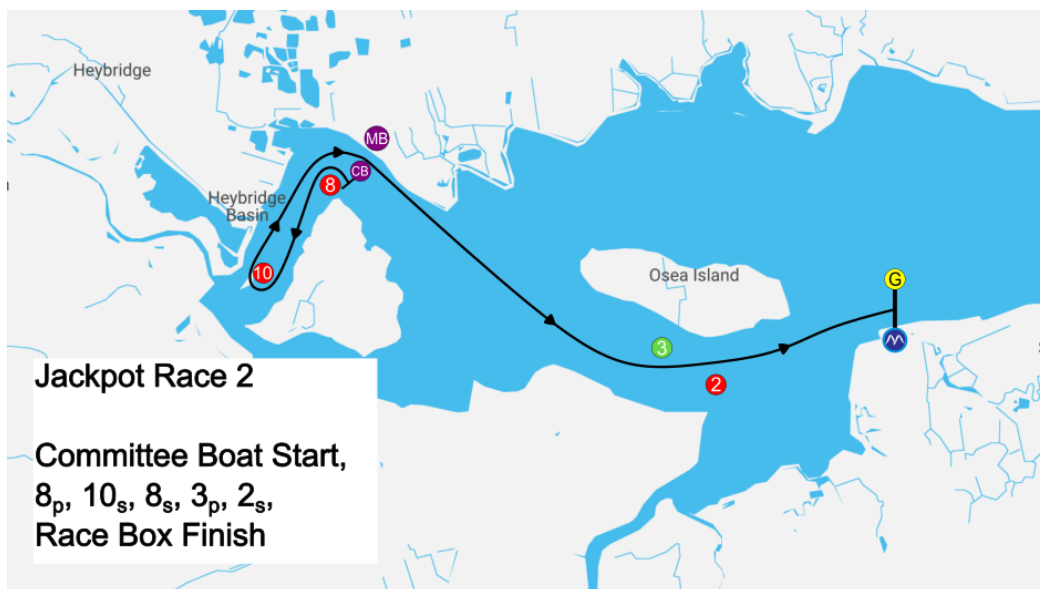 Heybridge
MB
CB
8
Heybridge
Basin
10
Osea Island
G
3
2
Jackpot Race 2
Committee Boat Start,
8p, 10s, 8s, 3p, 2s,
Race Box Finish